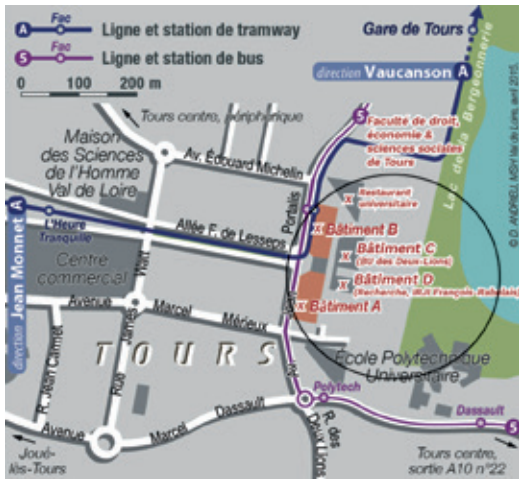 Fac
A
Ligne et station de tramway
Fac
5
Ligne et station de bus
0 100 200 m
Gare de Tours
direction Vaucanson A
Tours centre, périphérique
5
Faculté de droit,
économie &
sciences sociales
de Tours
Lac de la Bergeonnerie
© D. ANDRIEU, MSH Val de Loire, avril 2015.
Maison
des Sciences
de l'Homme
Val de Loire
Av. Édouard Michelin
Portalis
x Restaurant
universitaire
A
L'Heure
Tranquille
Allée F. de Lesseps
x Bâtiment B
x Bâtiment C
(BU des Deux-Lions)
x Bâtiment D
(Recherche, IRJI François-Rabelais)
x Bâtiment A
direction Jean Monnet
Centre
commercial
Watt
James
Rue
Avenue Marcel Mérieux
TOURS
R. Jean Carmet
École Polytechnique
Universitaire
Polytech
R. des
Deux Lions
Dassault
5
Avenue Marcel Dassault
Joué-
lès-Tours
Tours centre,
sortie A10 n°22